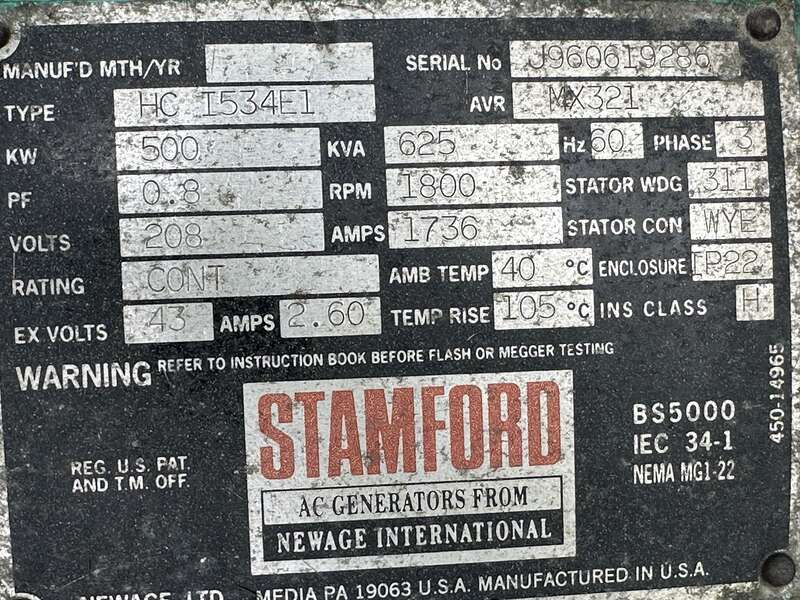 MANUF'D MTH/YR SERIAL No J960619286
TYPE HC I534E1 AVR MX321
KW 500 KVA 625 Hz 60 PHASE 3
PF 0.8 RPM 1800 STATOR WDG 311
VOLTS 208 AMPS 1736 STATOR CON WYE
RATING CONT AMB TEMP 40 °C ENCLOSURE IP22
EX VOLTS 43 AMPS 2.60 TEMP RISE 105 °C INS CLASS H
WARNING REFER TO INSTRUCTION BOOK BEFORE FLASH OR MEGGER TESTING
450-14965
STAMFORD
AC GENERATORS FROM
NEWAGE INTERNATIONAL
REG. U.S. PAT.
AND T.M. OFF.
BS5000
IEC 34-1
NEMA MG1-22
NEWAGE LTD. MEDIA PA 19063 U.S.A. MANUFACTURED IN U.S.A.